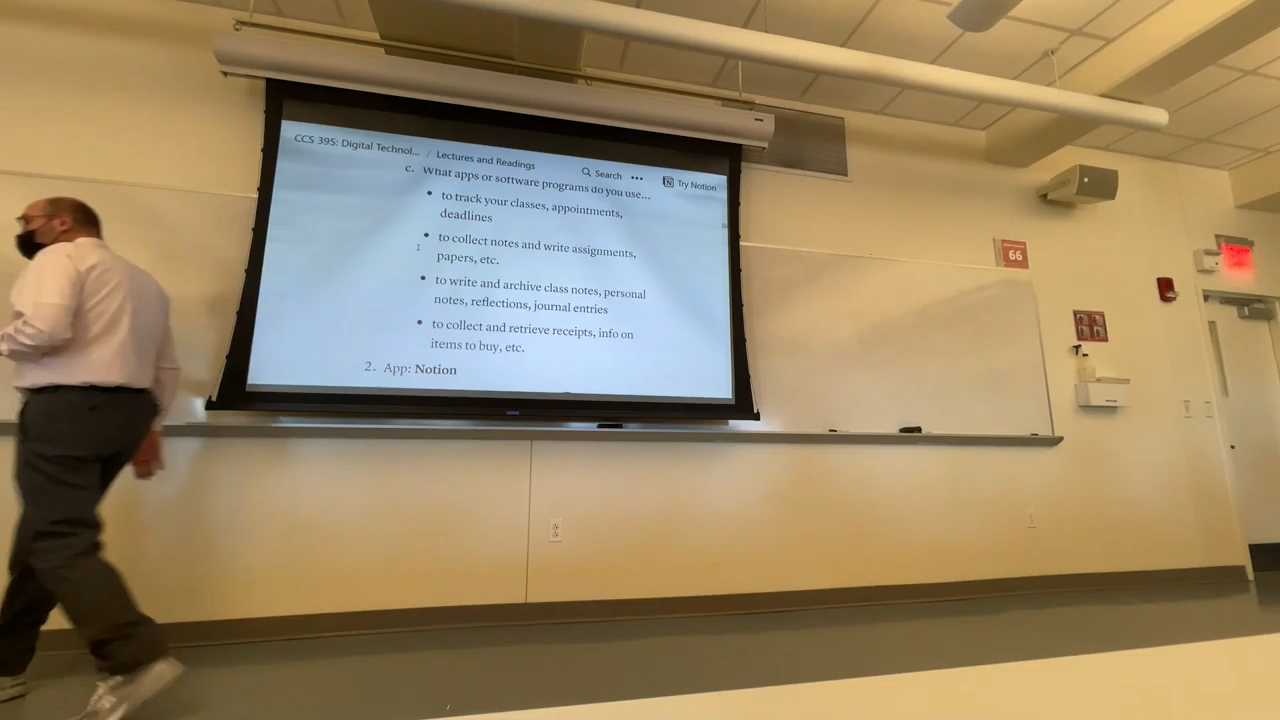 CCS 395: Digital Technol... / Lectures and Readings
Search ••• Try Notion
c. What apps or software programs do you use...
• to track your classes, appointments,
deadlines
• to collect notes and write assignments,
papers, etc.
• to write and archive class notes, personal
notes, reflections, journal entries
• to collect and retrieve receipts, info on
items to buy, etc.
2. App: Notion
66
EXIT